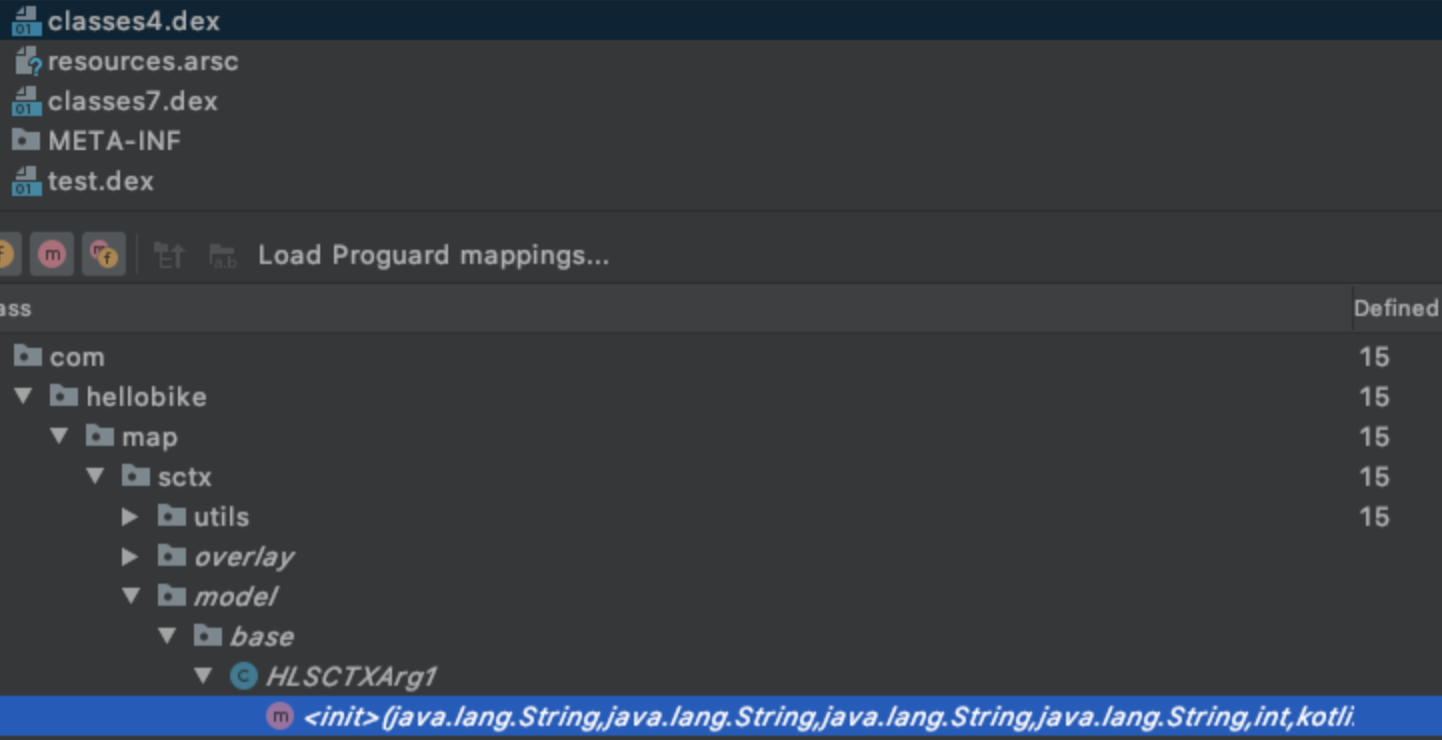 classes4.dex
resources.arsc
classes7.dex
META-INF
test.dex
Load Proguard mappings...
ass Defined
com 15
hellobike 15
map 15
sctx 15
utils 15
overlay
model
base
HLSCTXArg1
<init>(java.lang.String,java.lang.String,java.lang.String,java.lang.String,int,kotli